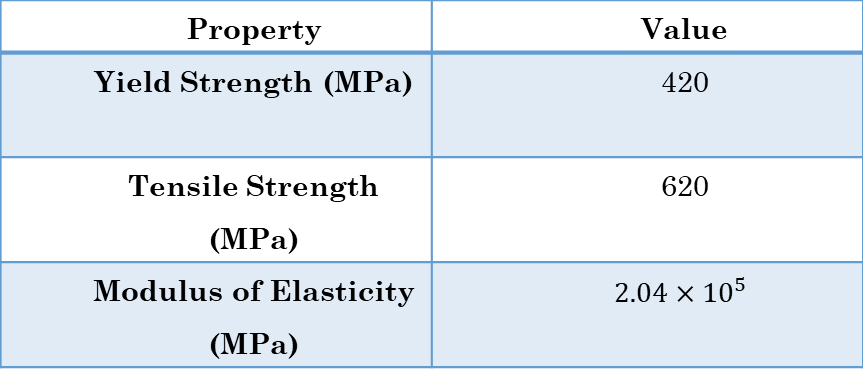 Property Value
Yield Strength (MPa) 420
Tensile Strength 620
(MPa)
Modulus of Elasticity 2.04 × 10⁵
(MPa)